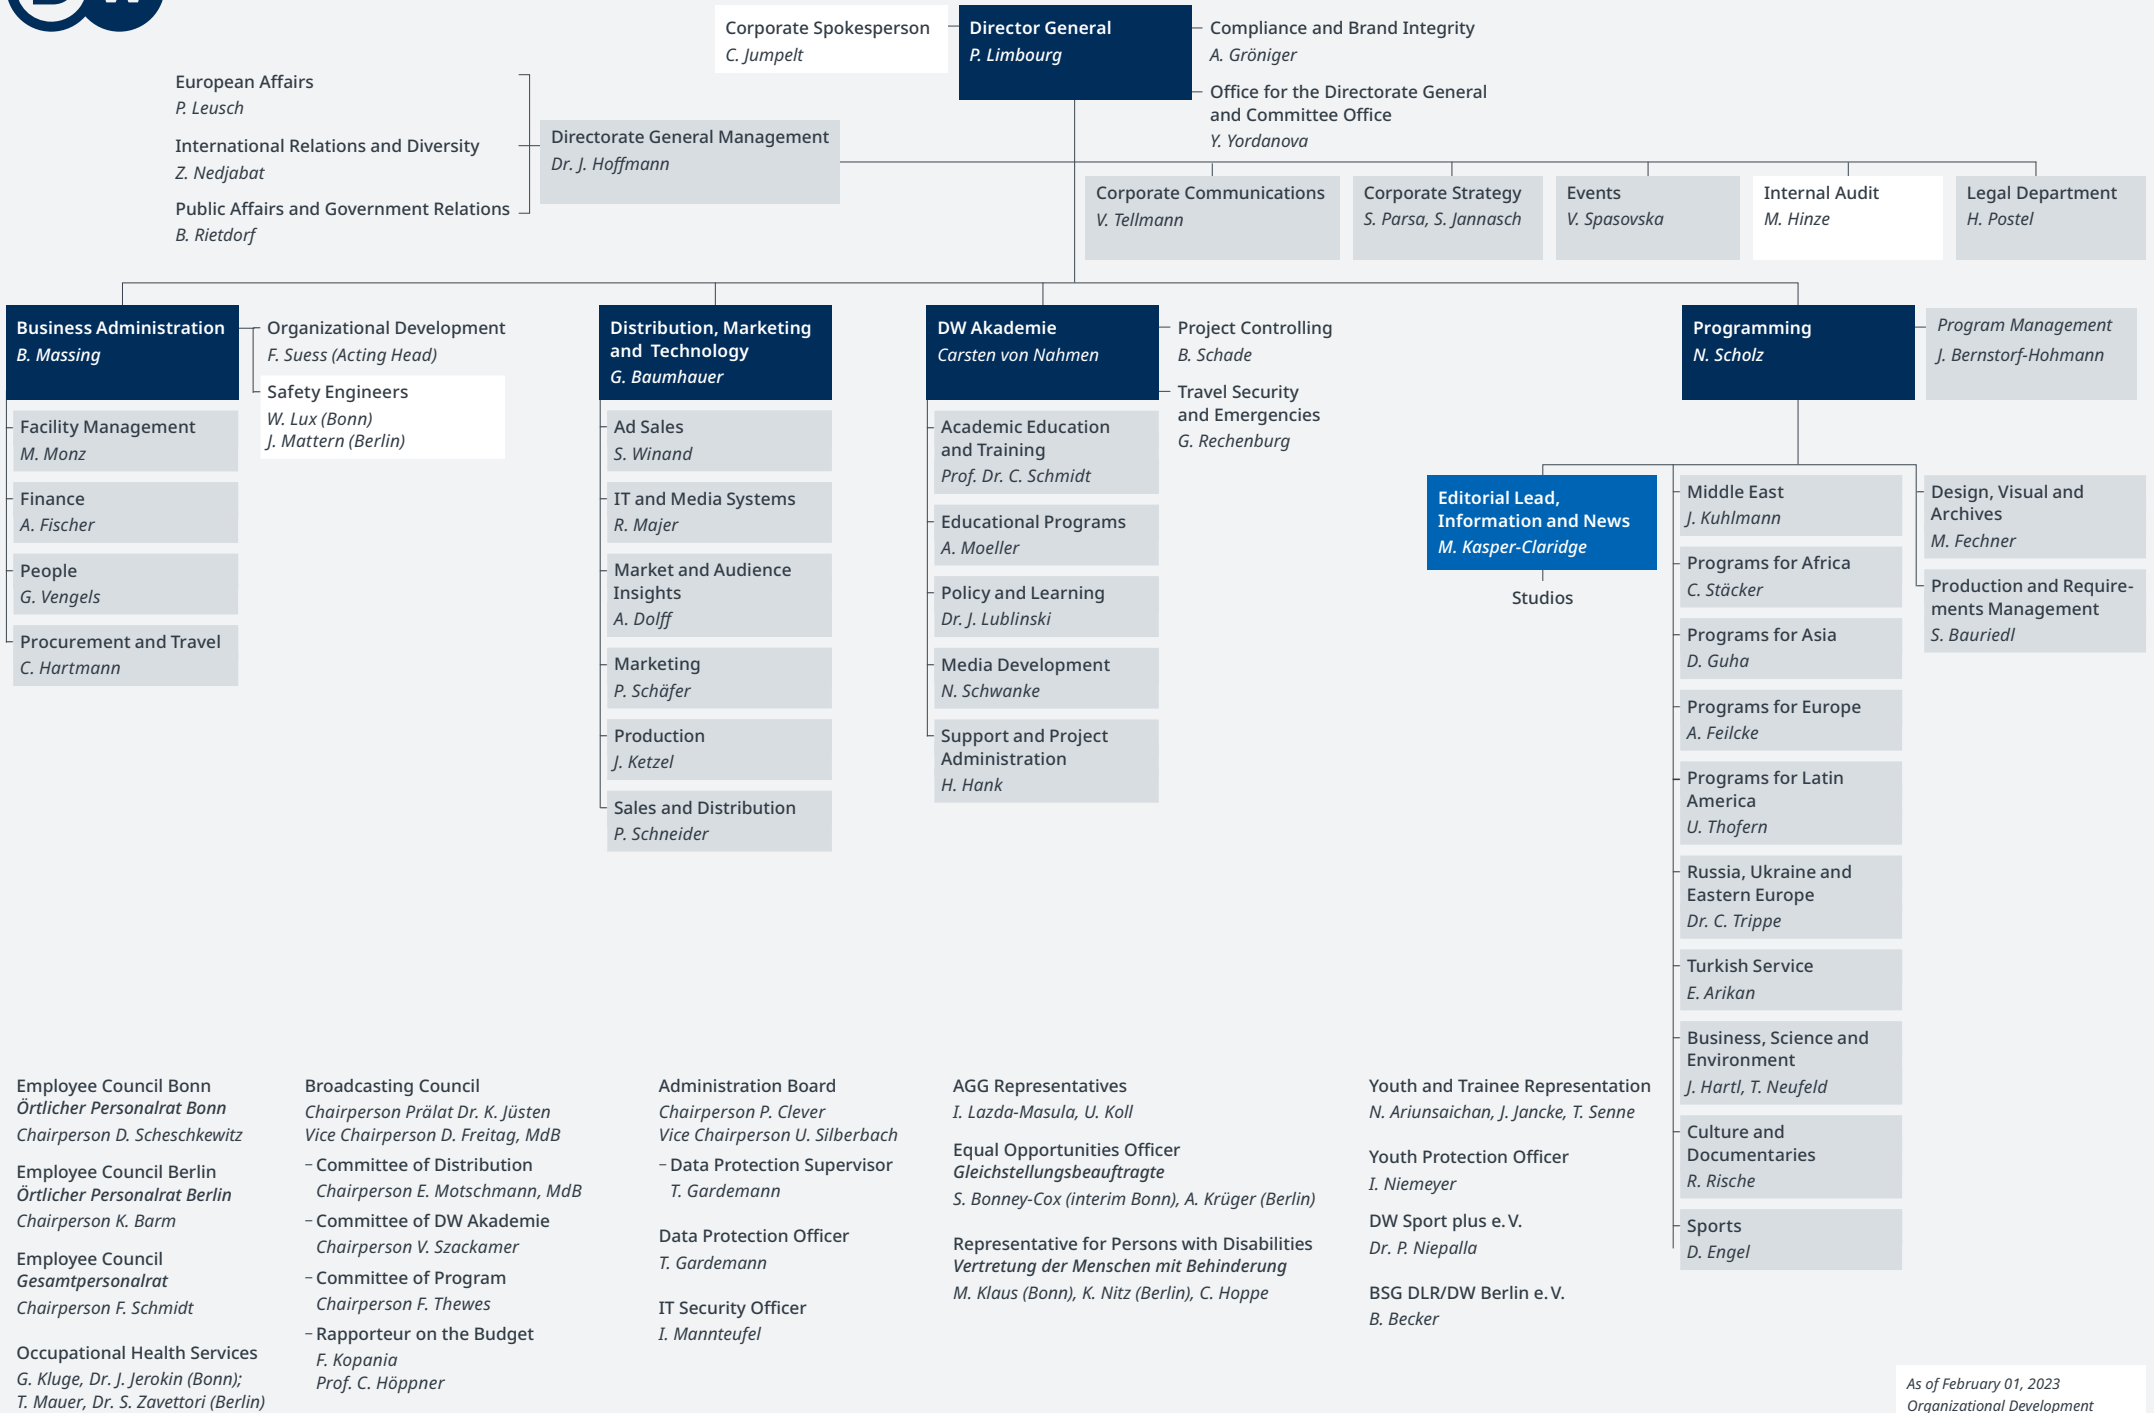 Corporate Spokesperson
C. Jumpelt
Director General
P. Limbourg
Compliance and Brand Integrity
A. Gröniger
Office for the Directorate General
and Committee Office
Y. Yordanova
European Affairs
P. Leusch
International Relations and Diversity
Z. Nedjabat
Public Affairs and Government Relations
B. Rietdorf
Directorate General Management
Dr. J. Hoffmann
Corporate Communications
V. Tellmann
Corporate Strategy
S. Parsa, S. Jannasch
Events
V. Spasovska
Internal Audit
M. Hinze
Legal Department
H. Postel
Business Administration
B. Massing
Organizational Development
F. Suess (Acting Head)
Safety Engineers
W. Lux (Bonn)
J. Mattern (Berlin)
Facility Management
M. Monz
Finance
A. Fischer
People
G. Vengels
Procurement and Travel
C. Hartmann
Distribution, Marketing
and Technology
G. Baumhauer
Ad Sales
S. Winand
IT and Media Systems
R. Majer
Market and Audience
Insights
A. Dolff
Marketing
P. Schäfer
Production
J. Ketzel
Sales and Distribution
P. Schneider
DW Akademie
Carsten von Nahmen
Project Controlling
B. Schade
Travel Security
and Emergencies
G. Rechenburg
Academic Education
and Training
Prof. Dr. C. Schmidt
Educational Programs
A. Moeller
Policy and Learning
Dr. J. Lublinski
Media Development
N. Schwanke
Support and Project
Administration
H. Hank
Programming
N. Scholz
Program Management
J. Bernstorf-Hohmann
Editorial Lead,
Information and News
M. Kasper-Claridge
Studios
Middle East
J. Kuhlmann
Programs for Africa
C. Stäcker
Programs for Asia
D. Guha
Programs for Europe
A. Feilcke
Programs for Latin
America
U. Thofern
Russia, Ukraine and
Eastern Europe
Dr. C. Trippe
Turkish Service
E. Arikan
Business, Science and
Environment
J. Hartl, T. Neufeld
Culture and
Documentaries
R. Rische
Sports
D. Engel
Design, Visual and
Archives
M. Fechner
Production and Require-
ments Management
S. Bauriedl
Employee Council Bonn
Örtlicher Personalrat Bonn
Chairperson D. Scheschkewitz
Employee Council Berlin
Örtlicher Personalrat Berlin
Chairperson K. Barm
Employee Council
Gesamtpersonalrat
Chairperson F. Schmidt
Occupational Health Services
G. Kluge, Dr. J. Jerokin (Bonn);
T. Mauer, Dr. S. Zavettori (Berlin)
Broadcasting Council
Chairperson Prälat Dr. K. Jüsten
Vice Chairperson D. Freitag, MdB
– Committee of Distribution
Chairperson E. Motschmann, MdB
– Committee of DW Akademie
Chairperson V. Szackamer
– Committee of Program
Chairperson F. Thewes
– Rapporteur on the Budget
F. Kopania
Prof. C. Höppner
Administration Board
Chairperson P. Clever
Vice Chairperson U. Silberbach
– Data Protection Supervisor
T. Gardemann
Data Protection Officer
T. Gardemann
IT Security Officer
I. Mannteufel
AGG Representatives
I. Lazda-Masula, U. Koll
Equal Opportunities Officer
Gleichstellungsbeauftragte
S. Bonney-Cox (interim Bonn), A. Krüger (Berlin)
Representative for Persons with Disabilities
Vertretung der Menschen mit Behinderung
M. Klaus (Bonn), K. Nitz (Berlin), C. Hoppe
Youth and Trainee Representation
N. Ariunsaichan, J. Jancke, T. Senne
Youth Protection Officer
I. Niemeyer
DW Sport plus e. V.
Dr. P. Niepalla
BSG DLR/DW Berlin e. V.
B. Becker
As of February 01, 2023
Organizational Development